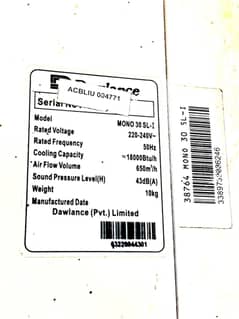 Dawlance
Serial No.
ACBLIU 004771
Model MONO 30 SL-I
Rated Voltage 220-240V~
Rated Frequency 50Hz
Cooling Capacity ≈18000Btu/h
Air Flow Volume 650m³/h
Sound Pressure Level(H) 43dB(A)
Weight 10kg
Manufactured Date
Dawlance (Pvt.) Limited
63220044301
38764 MONO 30 SL-I